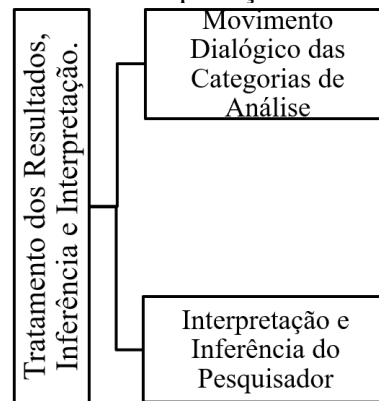 Tratamento dos Resultados,
Inferência e Interpretação.
Movimento
Dialógico das
Categorias de
Análise
Interpretação e
Inferência do
Pesquisador